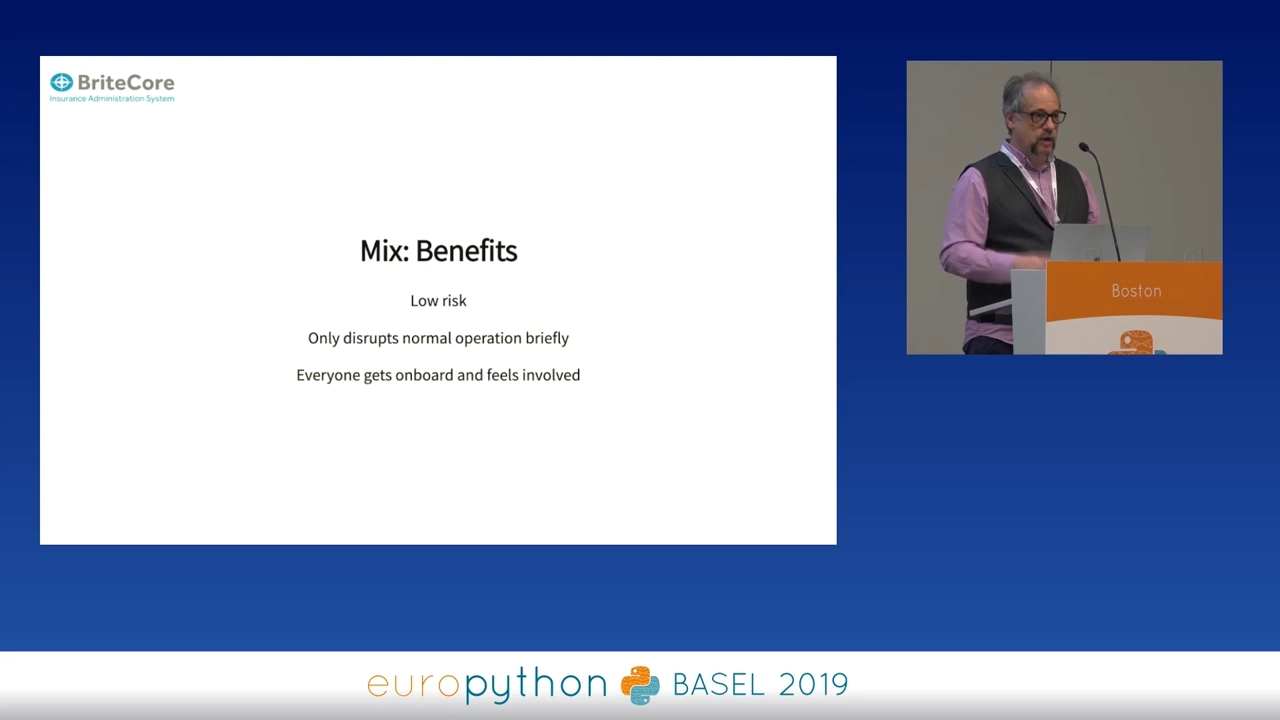 BriteCore
Insurance Administration System
Mix: Benefits
Low risk
Only disrupts normal operation briefly
Everyone gets onboard and feels involved
Boston
europython BASEL 2019